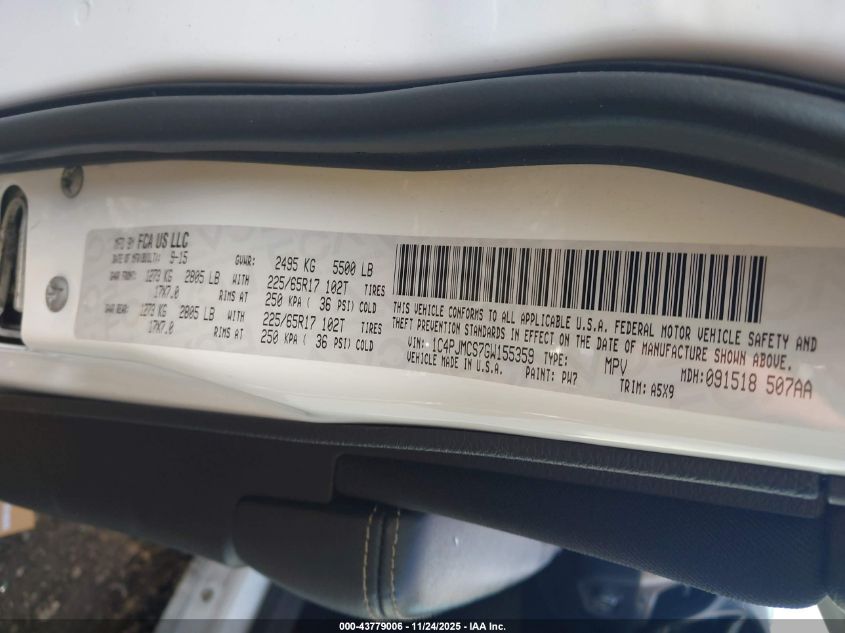 MFD BY FCA US LLC
DATE OF MFR/BUILT: 9-15 GVWR: 2495 KG 5500 LB
GAWR FRONT: 1273 KG 2805 LB WITH 225/65R17 102T TIRES
17X7.0 RIMS AT 250 KPA ( 36 PSI) COLD
GAWR REAR: 1273 KG 2805 LB WITH 225/65R17 102T TIRES
17X7.0 RIMS AT 250 KPA ( 36 PSI) COLD
THIS VEHICLE CONFORMS TO ALL APPLICABLE U.S.A. FEDERAL MOTOR VEHICLE SAFETY AND
THEFT PREVENTION STANDARDS IN EFFECT ON THE DATE OF MANUFACTURE SHOWN ABOVE.
VIN: 1C4PJMCS7GW155359 TYPE: MPV MDH: 091518 507AA
VEHICLE MADE IN U.S.A. PAINT: PW7 TRIM: A5X9
000-43779006 - 11/24/2025 - IAA Inc.